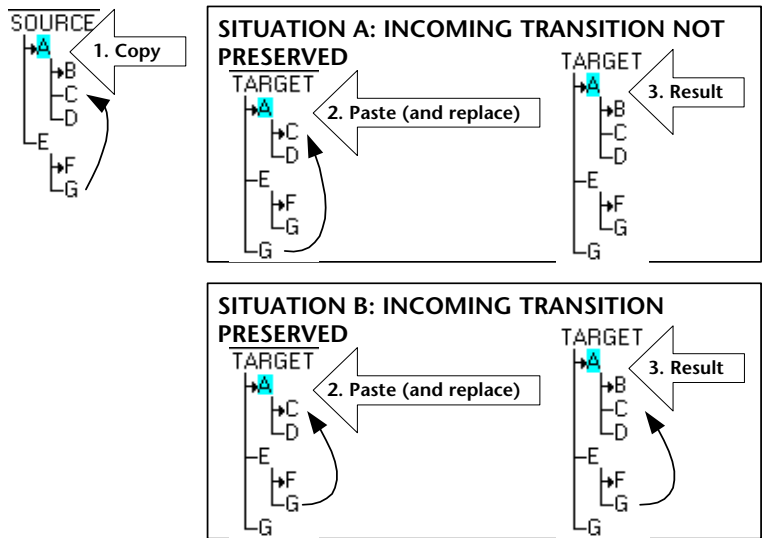 SOURCE
A
1. Copy
B
C
D
E
F
G
SITUATION A: INCOMING TRANSITION NOT
PRESERVED
TARGET
A
2. Paste (and replace)
C
D
E
F
G
G
TARGET
A
3. Result
B
C
D
E
F
G
G
SITUATION B: INCOMING TRANSITION
PRESERVED
TARGET
A
2. Paste (and replace)
C
D
E
F
G
G
TARGET
A
3. Result
B
C
D
E
F
G
G